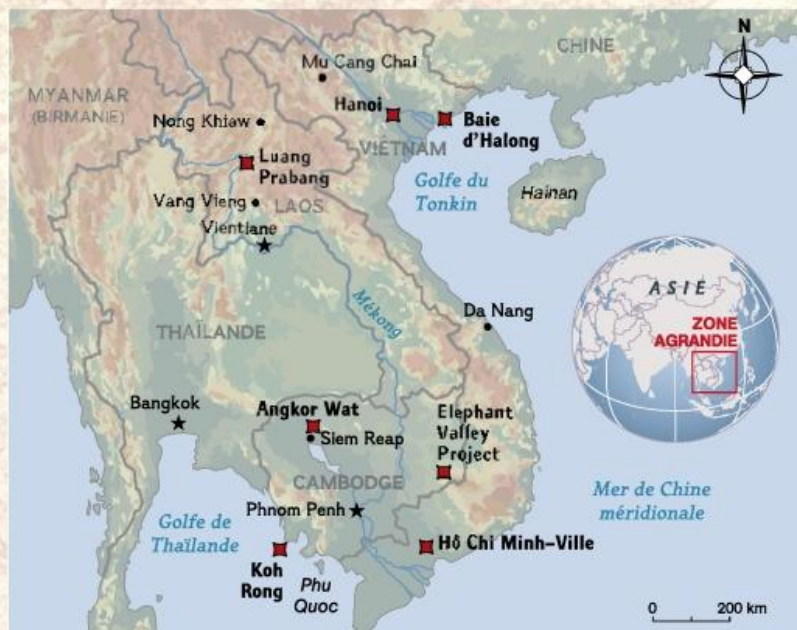 N
CHINE
Mu Cang Chai
MYANMAR
(BIRMANIE)
Hanoi
Baie
d'Halong
Nong Khiaw
VIÊTNAM
Luang
Prabang
Golfe du
Tonkin
Hainan
Vang Vieng
LAOS
Vientiane
ASIE
ZONE
AGRANDIE
Mékong
Da Nang
THAÏLANDE
Bangkok
Angkor Wat
Siem Reap
Elephant
Valley
Project
CAMBODGE
Phnom Penh
Mer de Chine
méridionale
Golfe de
Thaïlande
Hô Chi Minh-Ville
Koh
Rong
Phu
Quoc
0 200 km